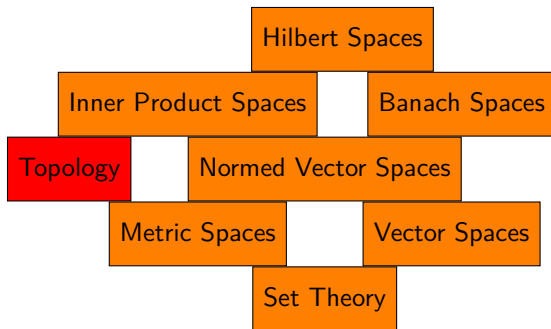 Hilbert Spaces
Inner Product Spaces
Banach Spaces
Topology
Normed Vector Spaces
Metric Spaces
Vector Spaces
Set Theory